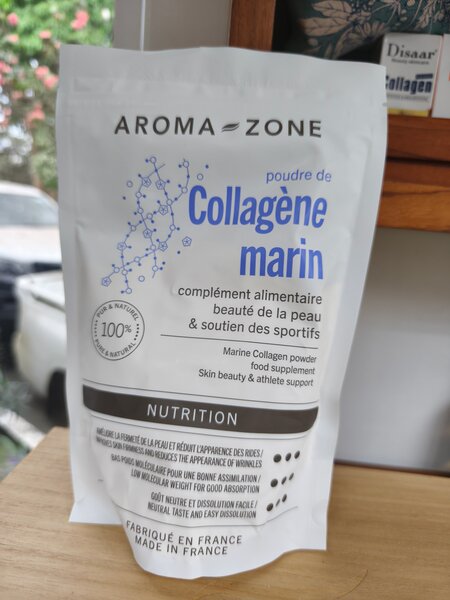 Disaar
Beauty skincare
Collagen
AROMA-ZONE
poudre de
Collagène
marin
complément alimentaire
beauté de la peau
& soutien des sportifs
PUR & NATUREL
100%
PURE & NATURAL
Marine Collagen powder
food supplement
Skin beauty & athlete support
NUTRITION
AMÉLIORE LA FERMETÉ DE LA PEAU ET RÉDUIT L'APPARENCE DES RIDES /
IMPROVES SKIN FIRMNESS AND REDUCES THE APPEARANCE OF WRINKLES
BAS POIDS MOLÉCULAIRE POUR UNE BONNE ASSIMILATION /
LOW MOLECULAR WEIGHT FOR GOOD ABSORPTION
GOÛT NEUTRE ET DISSOLUTION FACILE /
NEUTRAL TASTE AND EASY DISSOLUTION
FABRIQUÉ EN FRANCE
MADE IN FRANCE